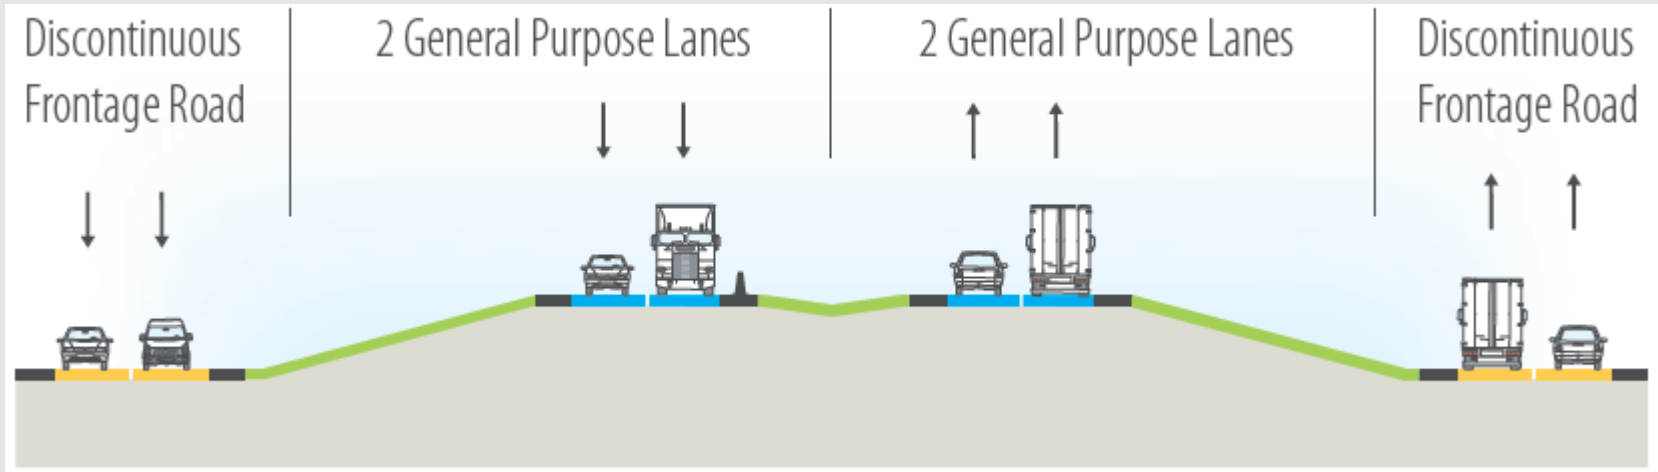 Discontinuous
Frontage Road
2 General Purpose Lanes
2 General Purpose Lanes
Discontinuous
Frontage Road